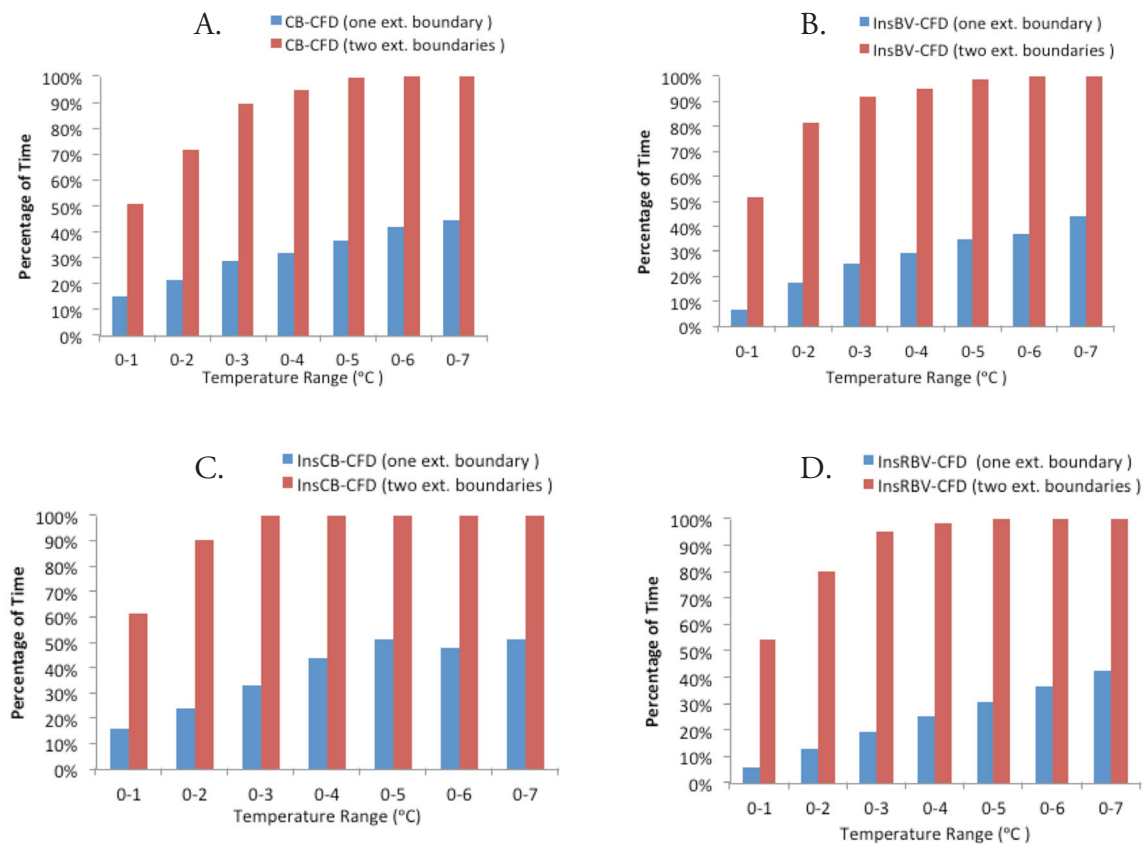 A.
CB-CFD (one ext. boundary )
CB-CFD (two ext. boundaries )
Percentage of Time
100%
90%
80%
70%
60%
50%
40%
30%
20%
10%
0%
0-1 0-2 0-3 0-4 0-5 0-6 0-7
Temperature Range (°C )
B.
InsBV-CFD (one ext. boundary )
InsBV-CFD (two ext. boundaries )
Percentage of Time
100%
90%
80%
70%
60%
50%
40%
30%
20%
10%
0%
0-1 0-2 0-3 0-4 0-5 0-6 0-7
Temperature Range (°C )
C.
InsCB-CFD (one ext. boundary )
InsCB-CFD (two ext. boundaries )
Percentage of Time
100%
90%
80%
70%
60%
50%
40%
30%
20%
10%
0%
0-1 0-2 0-3 0-4 0-5 0-6 0-7
Temperature Range (°C)
D.
InsRBV-CFD (one ext. boundary )
InsRBV-CFD (two ext. boundaries )
Percentage of Time
100%
90%
80%
70%
60%
50%
40%
30%
20%
10%
0%
0-1 0-2 0-3 0-4 0-5 0-6 0-7
Temperature Range (°C )